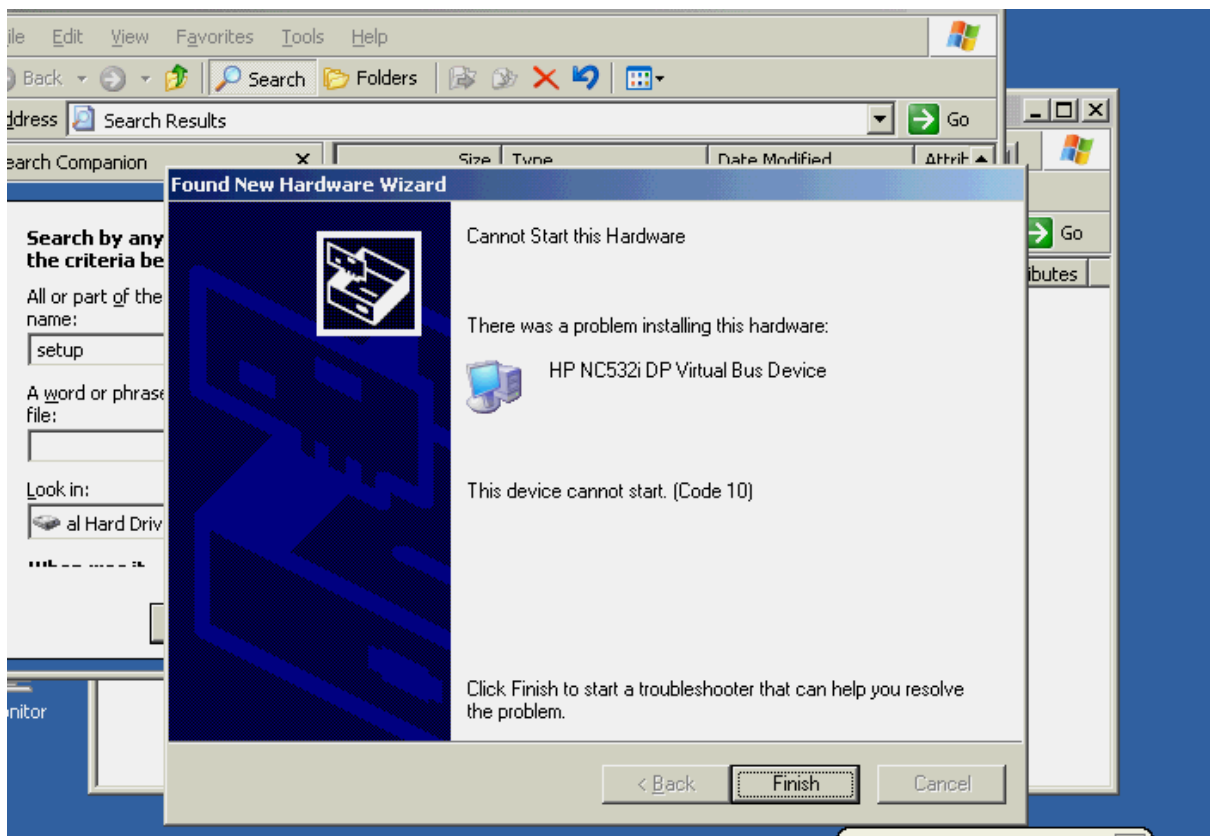 ile Edit View Favorites Tools Help
Back Search Folders
ddress Search Results Go
earch Companion Size Type Date Modified Attrib
Found New Hardware Wizard
Cannot Start this Hardware
Search by any
the criteria be
Go
ibutes
All or part of the
name:
setup
There was a problem installing this hardware:
HP NC532i DP Virtual Bus Device
A word or phrase
file:
Look in:
al Hard Driv
This device cannot start. (Code 10)
Click Finish to start a troubleshooter that can help you resolve
the problem.
onitor
< Back Finish Cancel